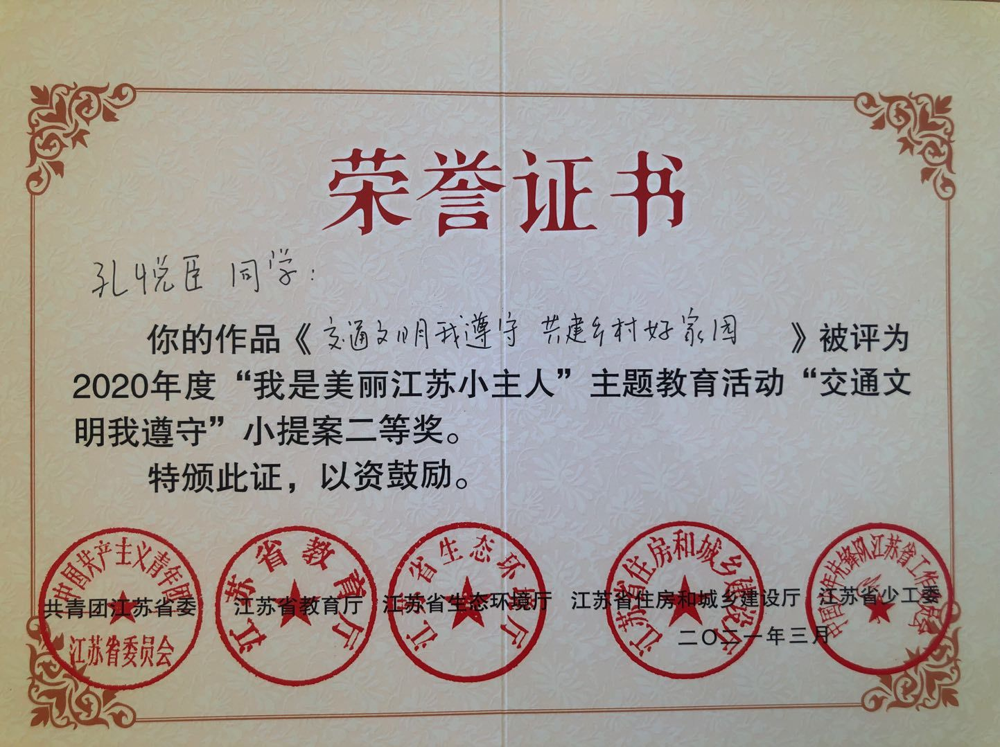 荣誉证书
孔悦臣 同学:
你的作品《交通文明我遵守 共建乡村好家园》被评为
2020年度“我是美丽江苏小主人”主题教育活动“交通文
明我遵守”小提案二等奖。
特颁此证，以资鼓励。
中国共产主义青年团
江苏省委员会
共青团江苏省委
江苏省教育厅
江苏省教育厅
江苏省生态环境厅
江苏省生态环境厅
江苏省住房和城乡建设厅
江苏省住房和城乡建设厅
中国少年先锋队江苏省工作委员会
江苏省少工委
二〇二一年三月